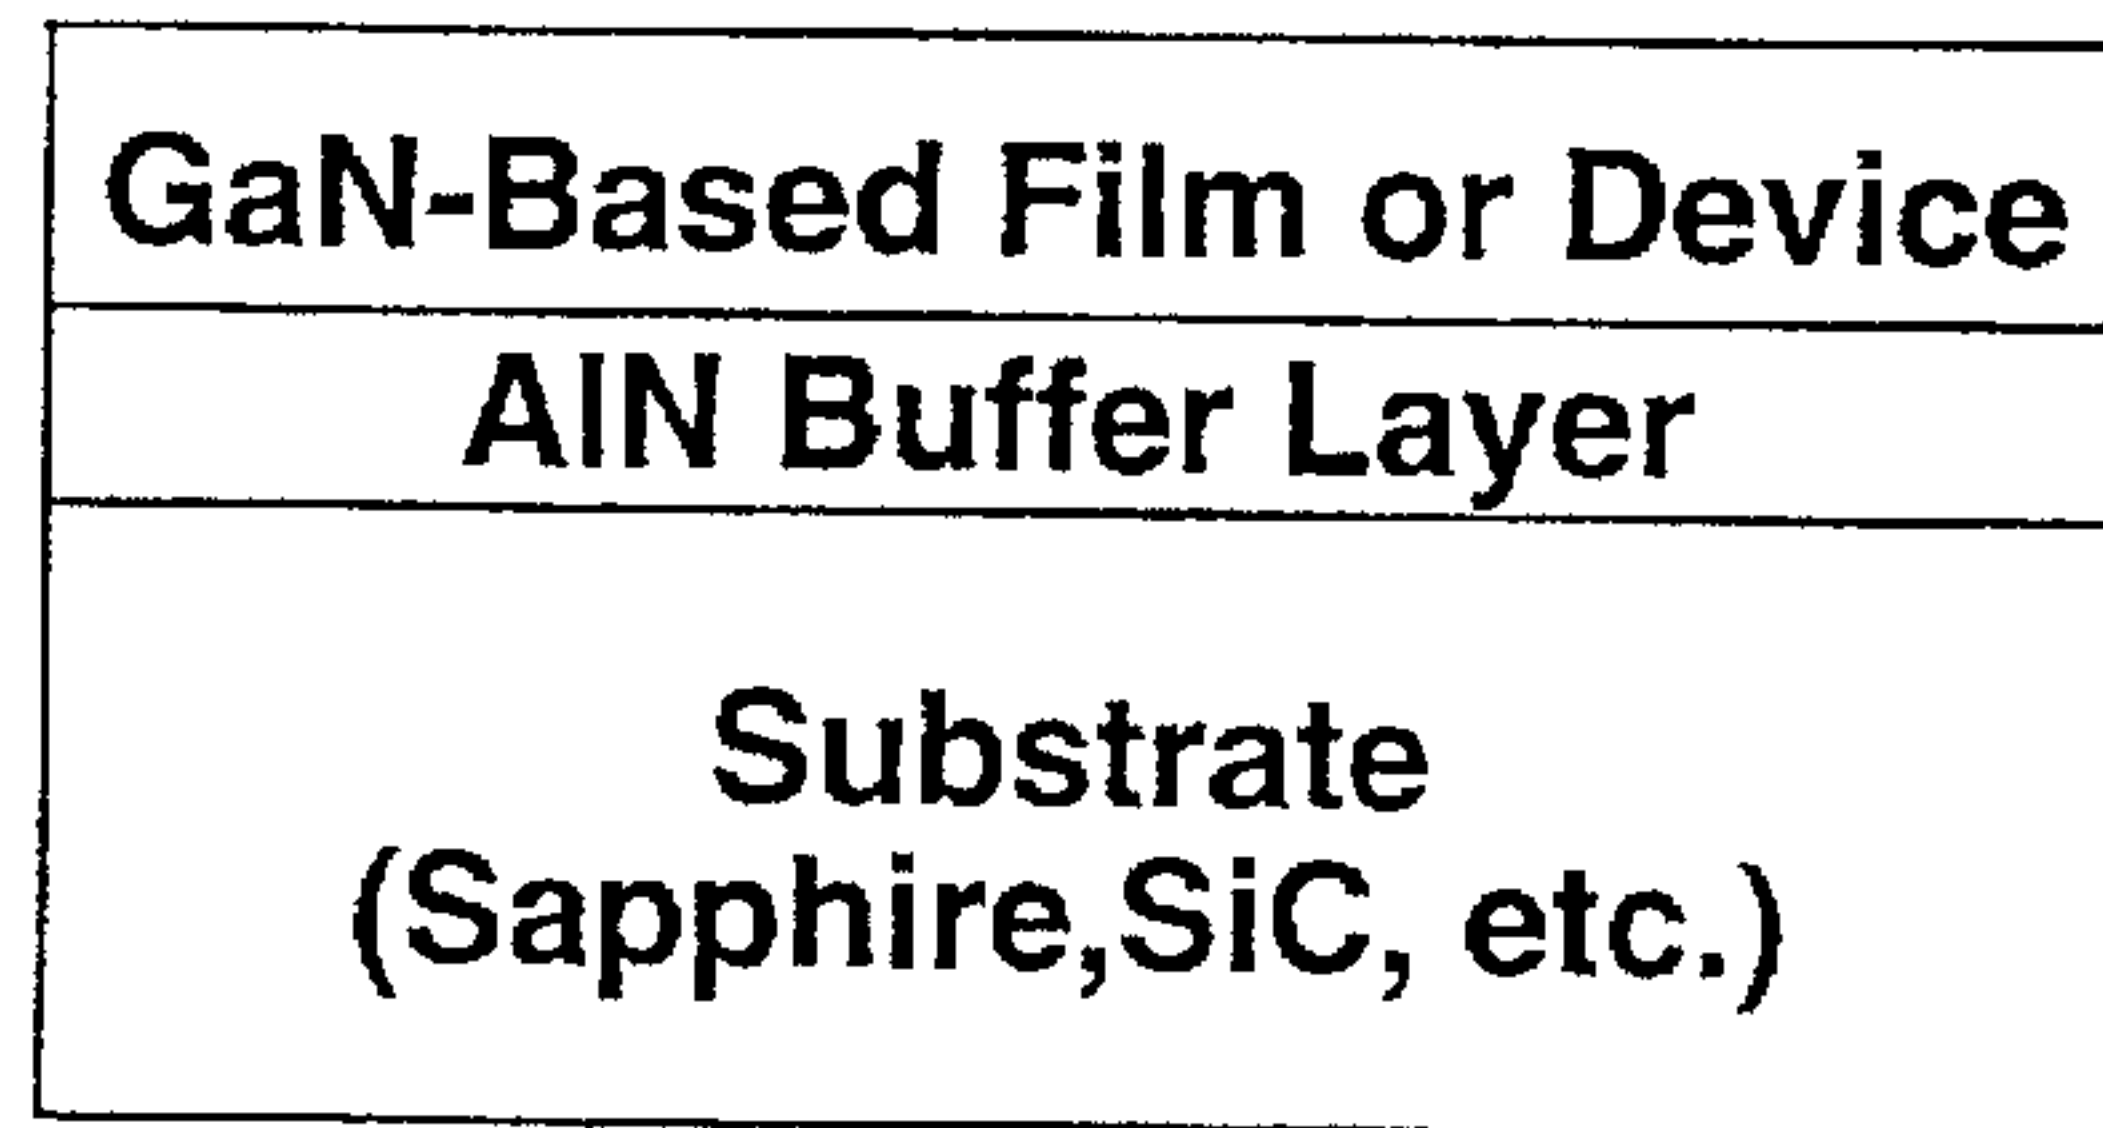 GaN-Based Film or Device
AlN Buffer Layer
Substrate
(Sapphire,SiC, etc.)